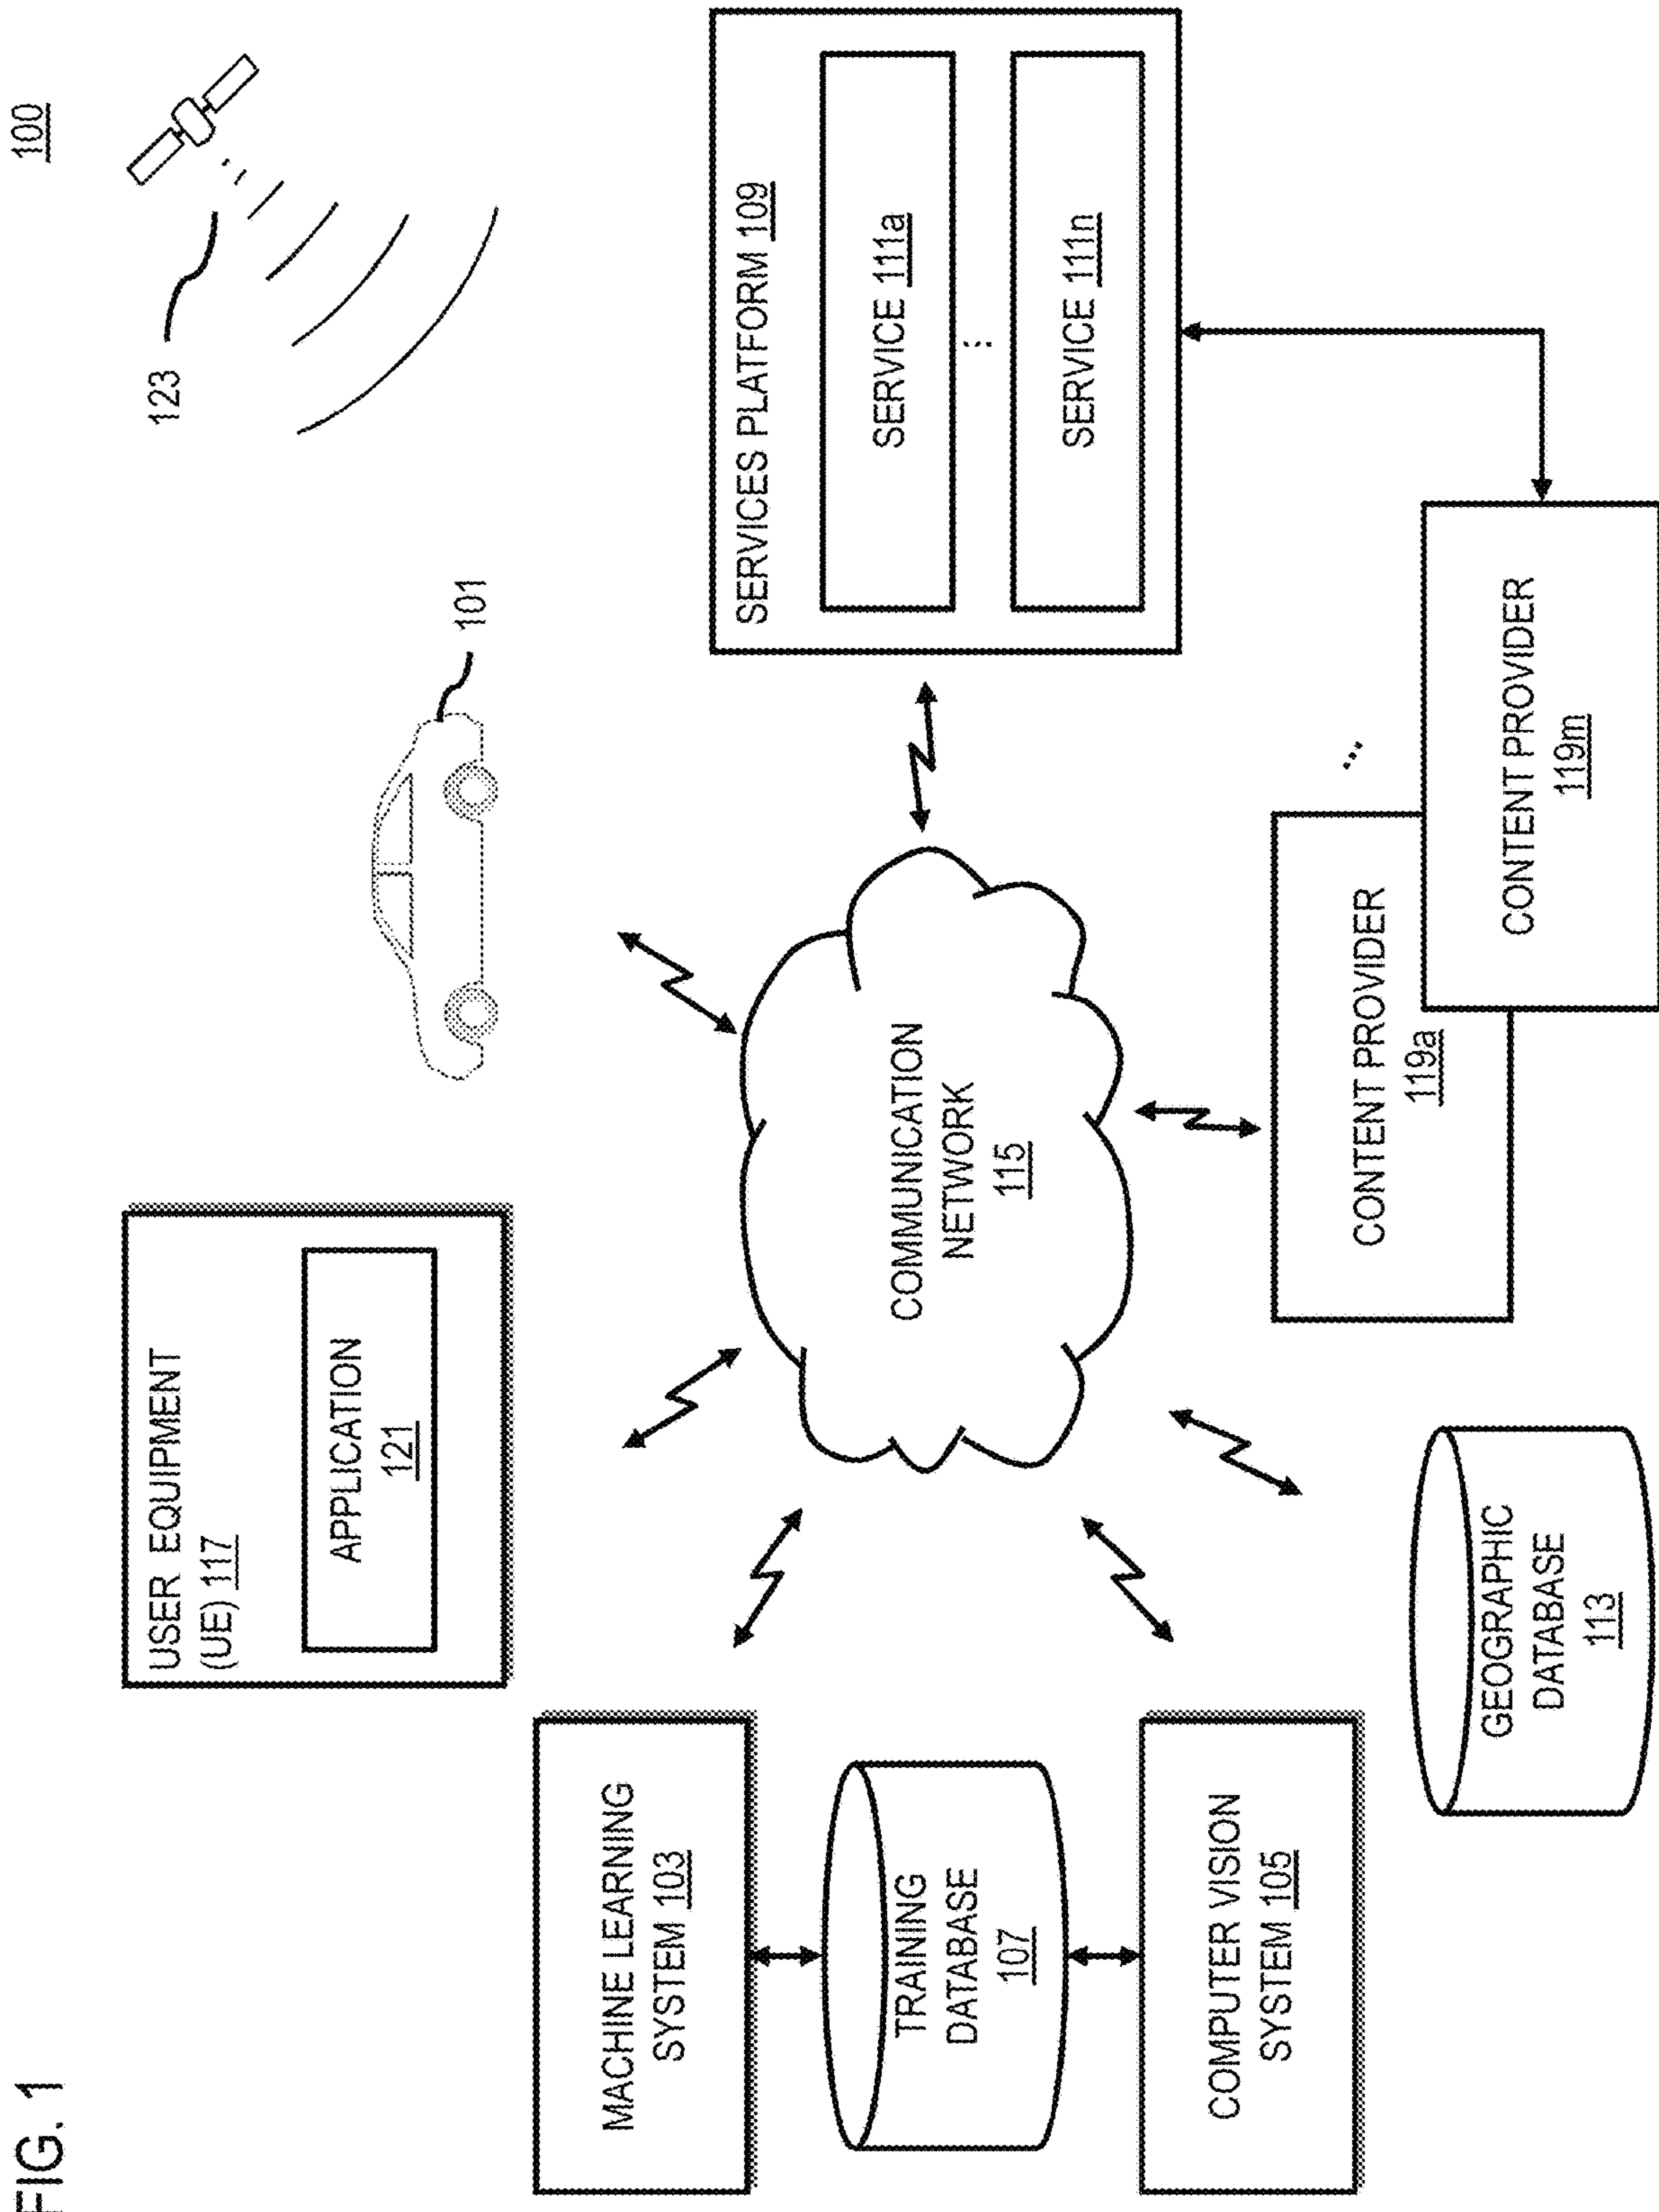 FIG. 1
100
USER EQUIPMENT
(UE) 117
APPLICATION
121
123
101
MACHINE LEARNING
SYSTEM 103
TRAINING
DATABASE
107
COMPUTER VISION
SYSTEM 105
COMMUNICATION
NETWORK
115
SERVICES PLATFORM 109
SERVICE 111a
...
SERVICE 111n
GEOGRAPHIC
DATABASE
113
CONTENT PROVIDER
119a
...
CONTENT PROVIDER
119m